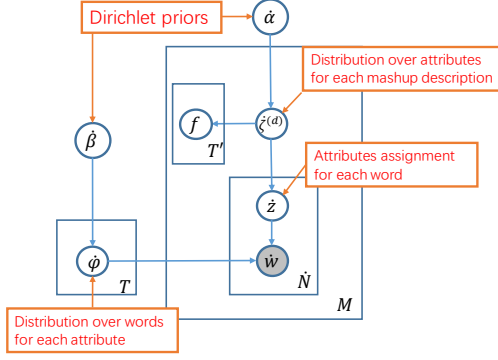 Dirichlet priors
α̇
Distribution over attributes
for each mashup description
f
ζ̇⁽ᵈ⁾
T′
β̇
Attributes assignment
for each word
ż
φ̇
ẇ
T
Ṅ
M
Distribution over words
for each attribute